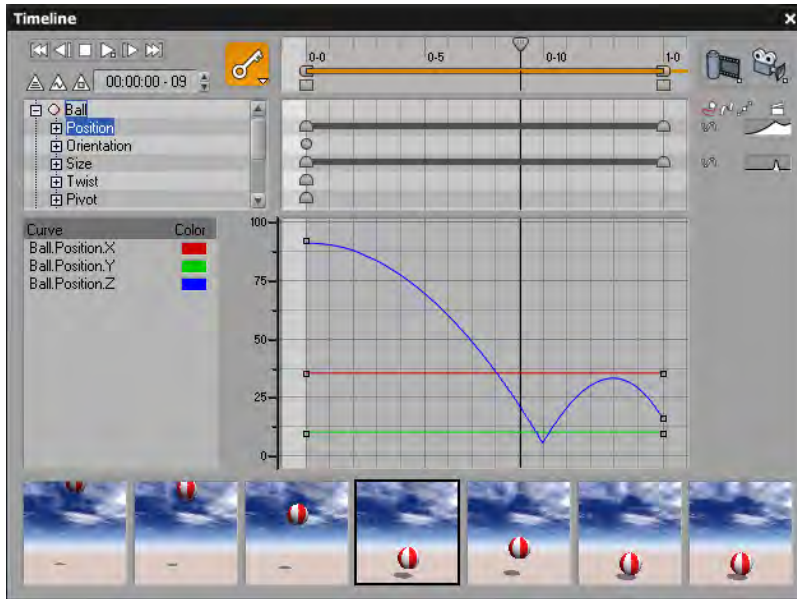 Timeline
0-0 0-5 0-10 1-0
00:00:00 - 09
Ball
Position
Orientation
Size
Twist
Pivot
Curve Color
Ball.Position.X
Ball.Position.Y
Ball.Position.Z
100
75
50
25
0